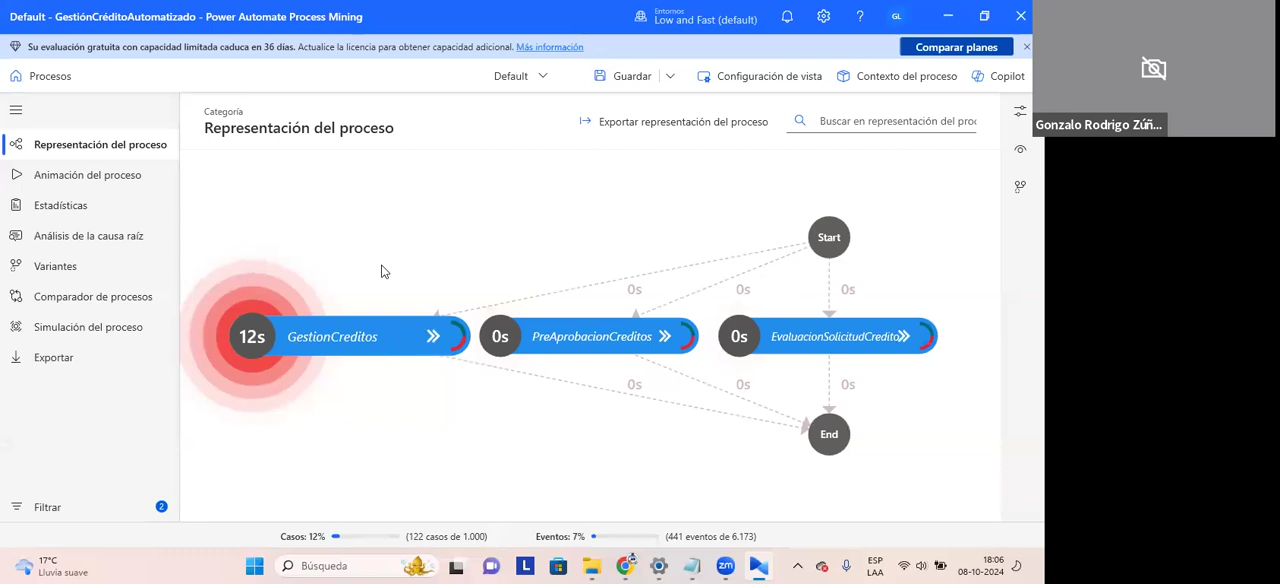 Default - GestiónCréditoAutomatizado - Power Automate Process Mining
Entornos
Low and Fast (default)
GL
Su evaluación gratuita con capacidad limitada caduca en 36 días. Actualice la licencia para obtener capacidad adicional. Más información
Comparar planes
Procesos
Default
Guardar
Configuración de vista
Contexto del proceso
Copilot
Gonzalo Rodrigo Zúñ...
Categoría
Representación del proceso
Exportar representación del proceso
Buscar en representación del proc
Representación del proceso
Animación del proceso
Estadísticas
Análisis de la causa raíz
Variantes
Comparador de procesos
Simulación del proceso
Exportar
Filtrar
2
Start
0s
0s
0s
12s
GestionCreditos
0s
PreAprobacionCreditos
0s
EvaluacionSolicitudCredito
0s
0s
0s
End
Casos: 12%
(122 casos de 1.000)
Eventos: 7%
(441 eventos de 6.173)
17°C
Lluvia suave
Búsqueda
L
zm
ESP
LAA
18:06
08-10-2024